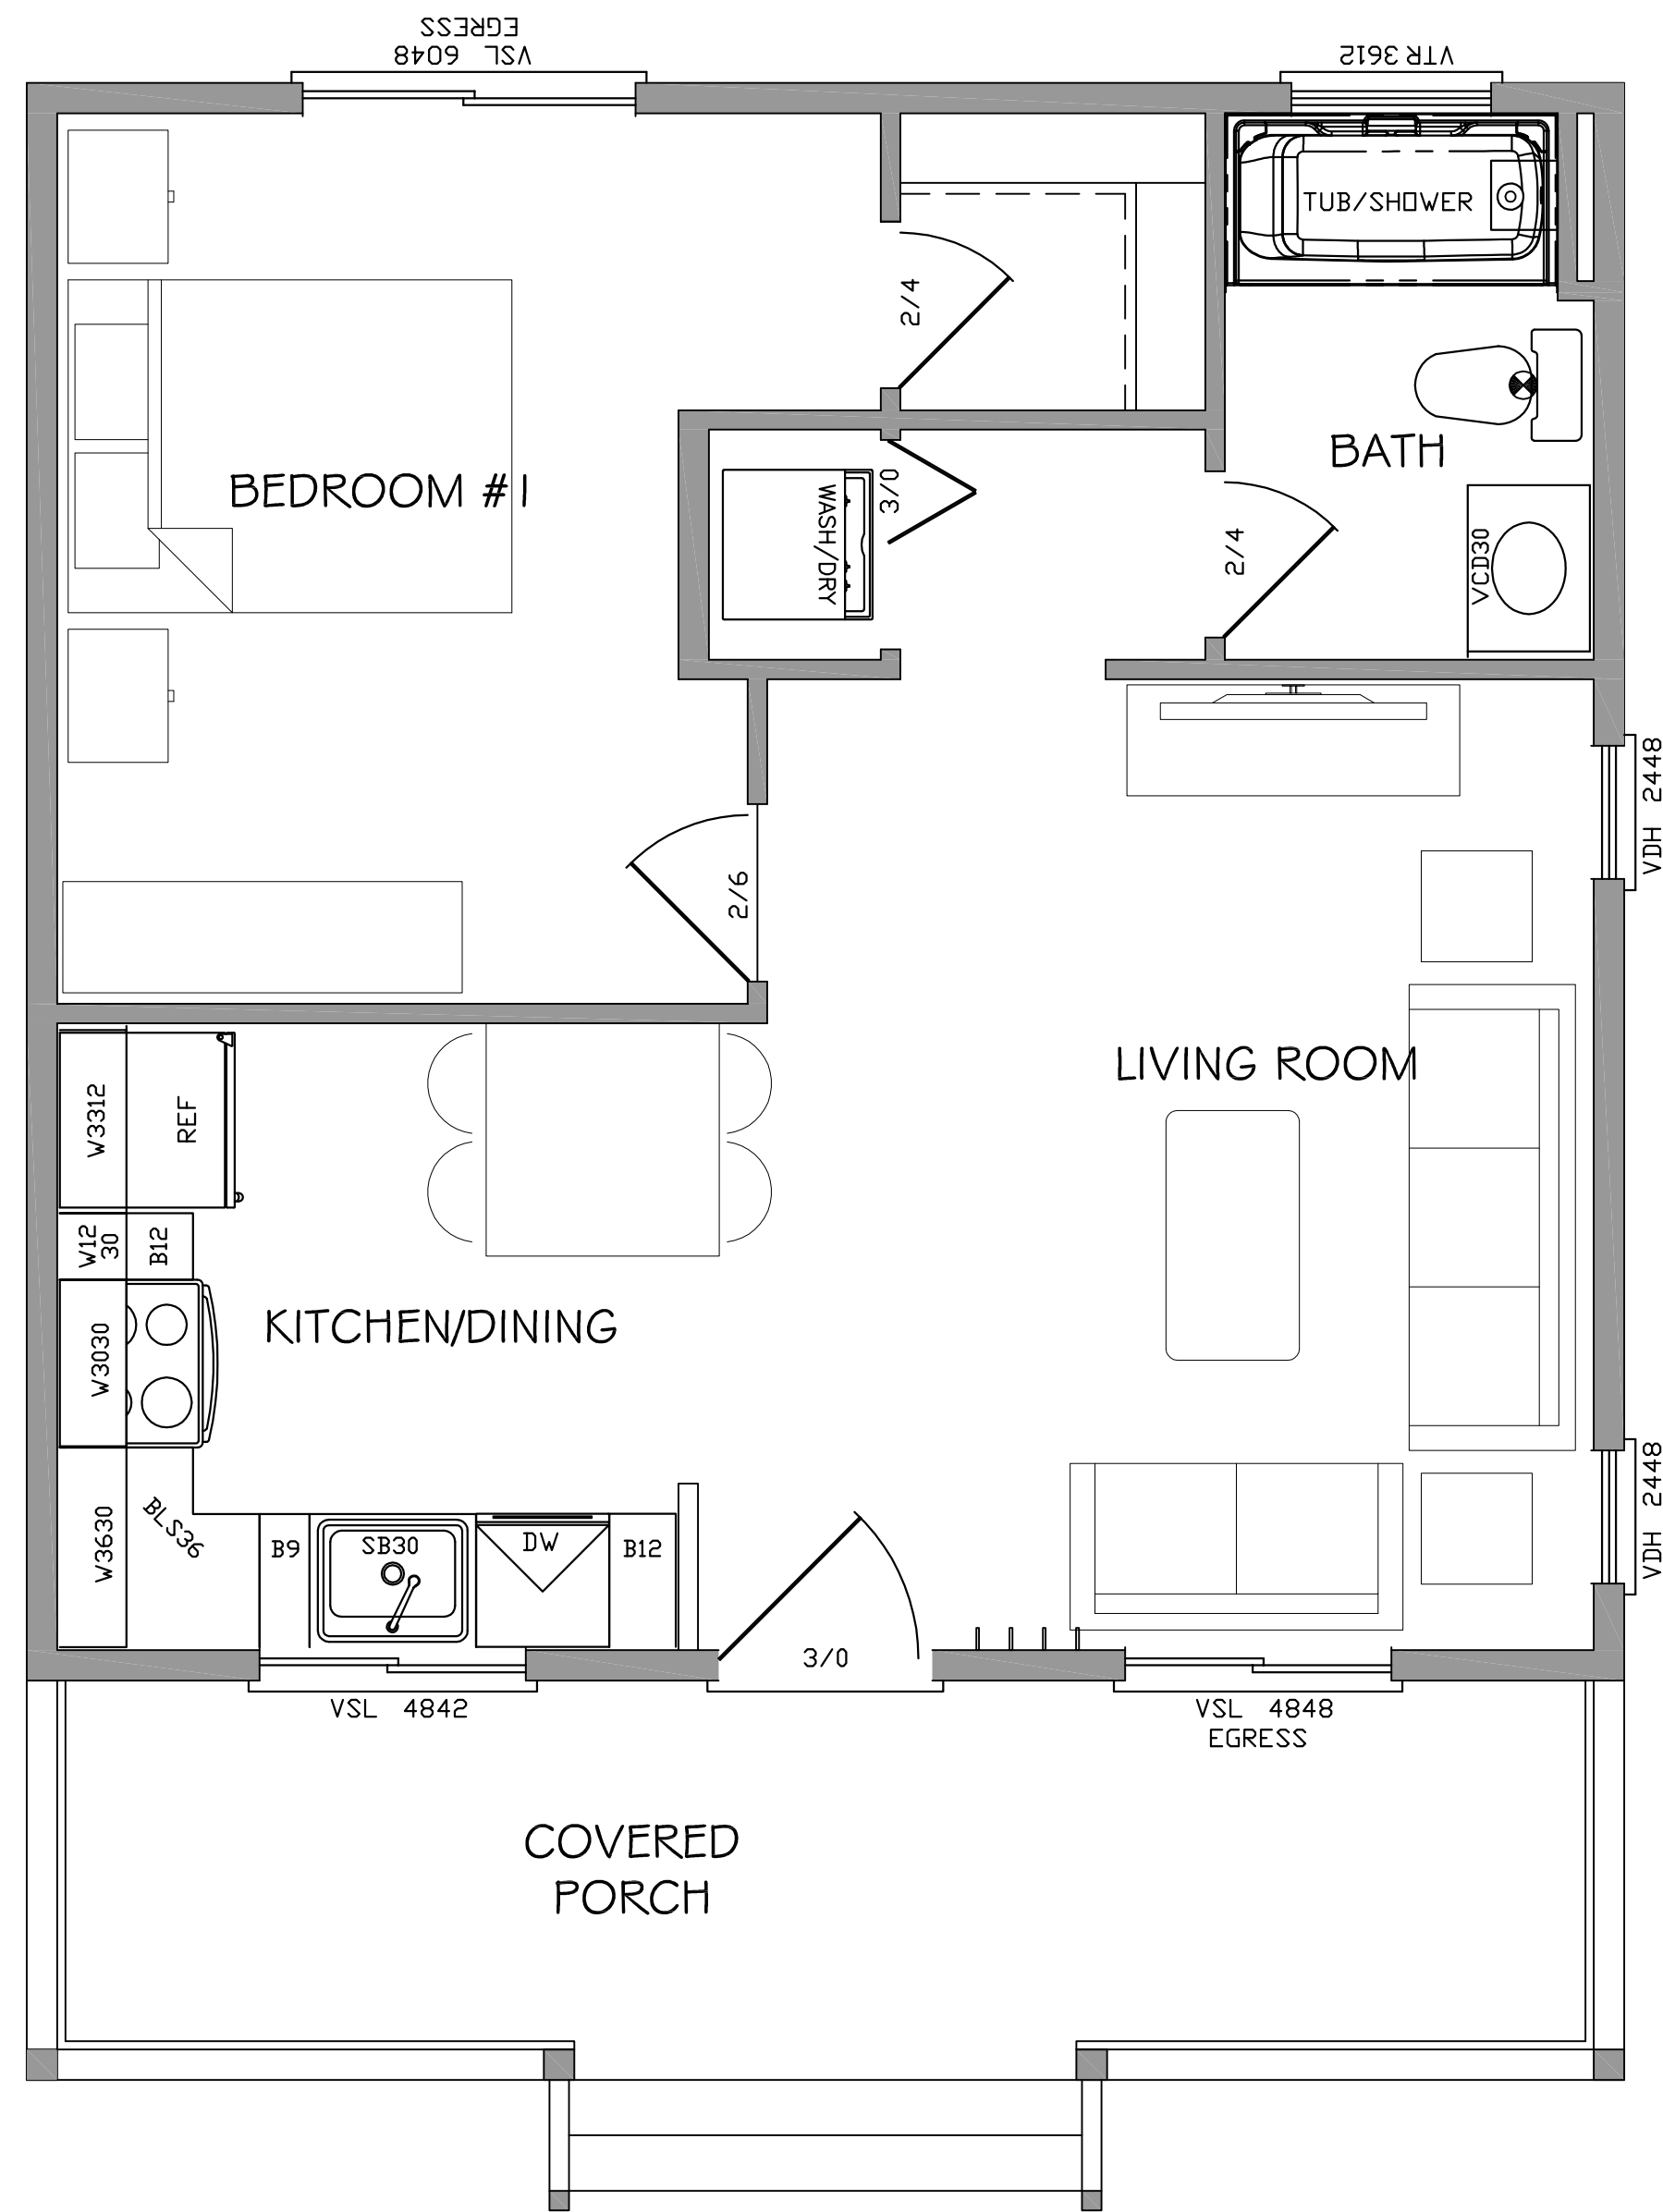 VSL 6048
EGRESS
VTR 3612
TUB/SHOWER
2/4
BATH
BEDROOM #1
WASH/DRY
3/0
2/4
VCD30
VDH 2448
2/6
LIVING ROOM
W3312
REF
W12
30
B12
W3030
KITCHEN/DINING
W3630
BLS36
B9
SB30
DW
B12
VDH 2448
3/0
VSL 4842
VSL 4848
EGRESS
COVERED
PORCH